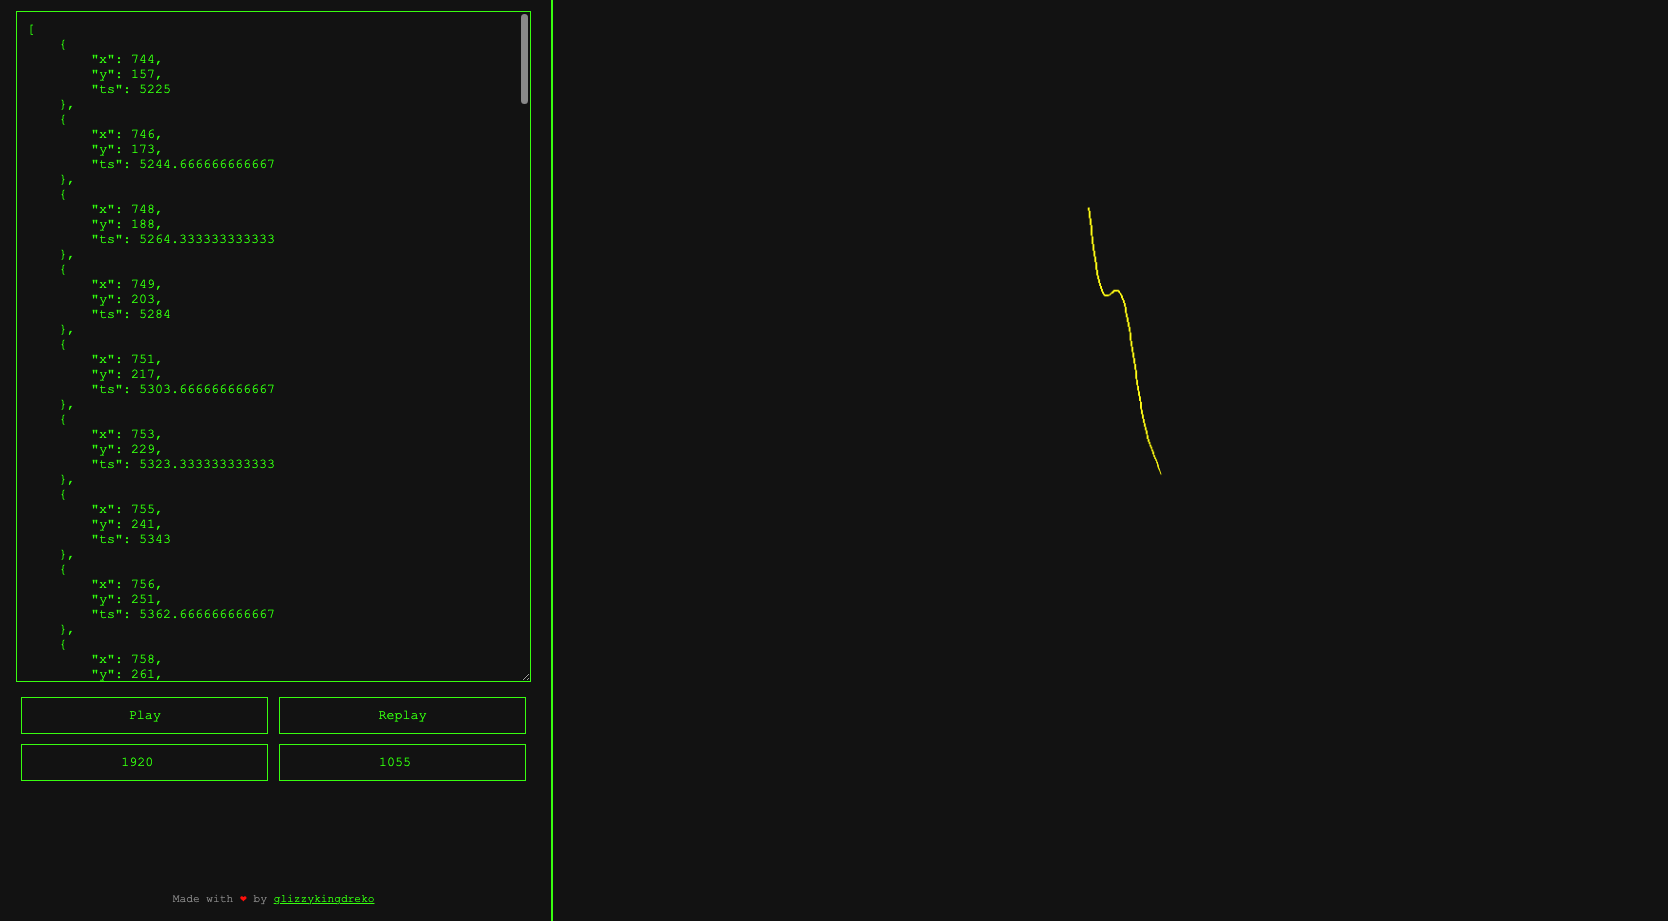 [
{
"x": 744,
"y": 157,
"ts": 5225
},
{
"x": 746,
"y": 173,
"ts": 5244.666666666667
},
{
"x": 748,
"y": 188,
"ts": 5264.333333333333
},
{
"x": 749,
"y": 203,
"ts": 5284
},
{
"x": 751,
"y": 217,
"ts": 5303.666666666667
},
{
"x": 753,
"y": 229,
"ts": 5323.333333333333
},
{
"x": 755,
"y": 241,
"ts": 5343
},
{
"x": 756,
"y": 251,
"ts": 5362.666666666667
},
{
"x": 758,
"y": 261,
Play Replay
1920 1055
Made with ❤ by glizzykingdreko